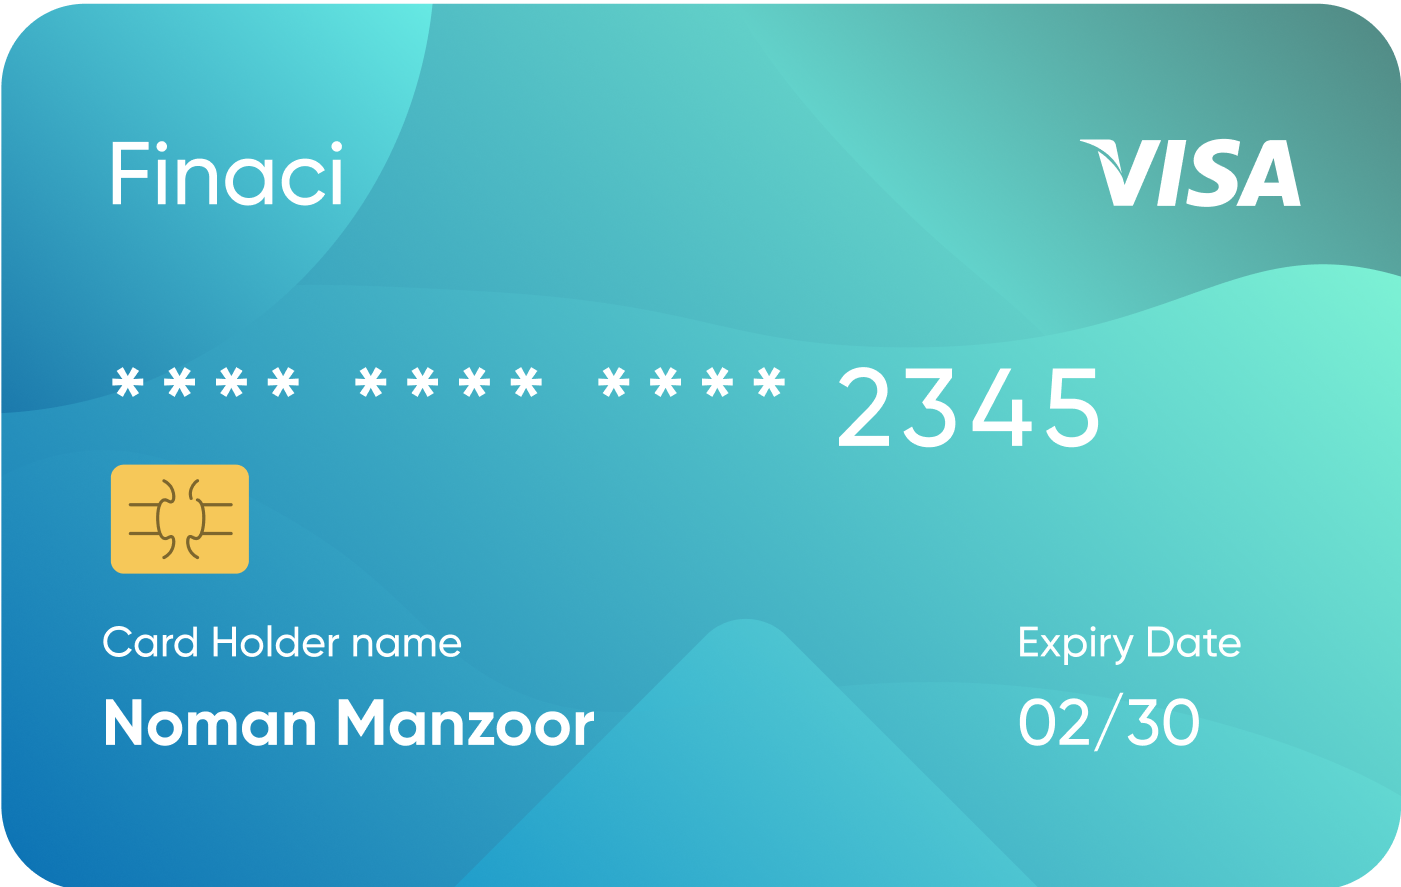 Finaci
VISA
**** **** **** 2345
Card Holder name
Noman Manzoor
Expiry Date
02/30